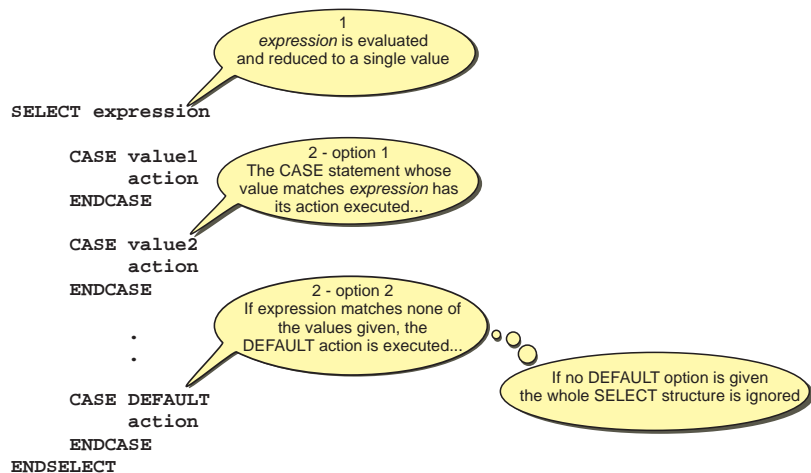 1
expression is evaluated
and reduced to a single value
SELECT expression
CASE value1
action
ENDCASE
2 - option 1
The CASE statement whose
value matches expression has
its action executed...
CASE value2
action
ENDCASE
2 - option 2
If expression matches none of
the values given, the
DEFAULT action is executed...
.
.
If no DEFAULT option is given
the whole SELECT structure is ignored
CASE DEFAULT
action
ENDCASE
ENDSELECT